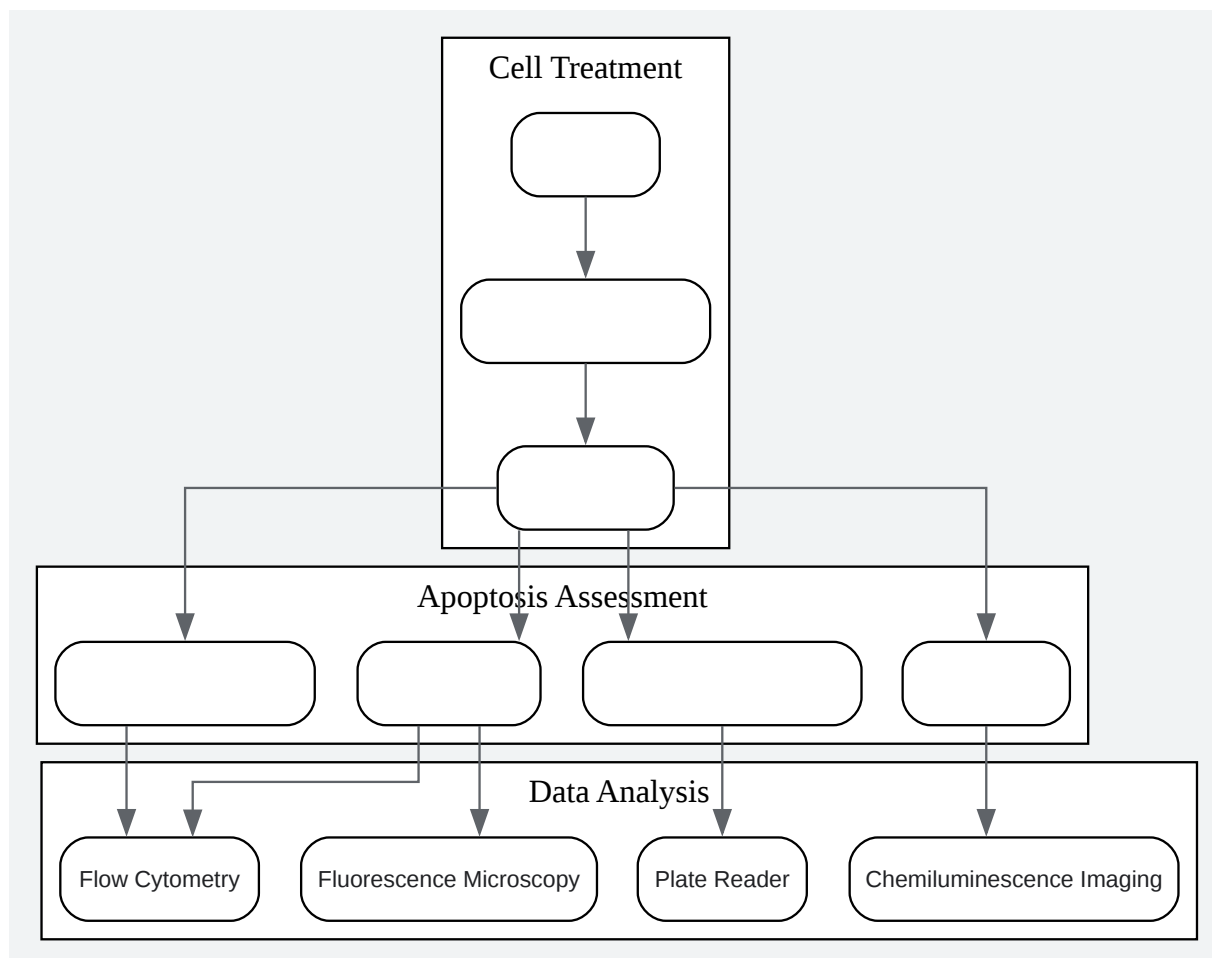 Cell Treatment
Apoptosis Assessment
Data Analysis
Flow Cytometry
Fluorescence Microscopy
Plate Reader
Chemiluminescence Imaging